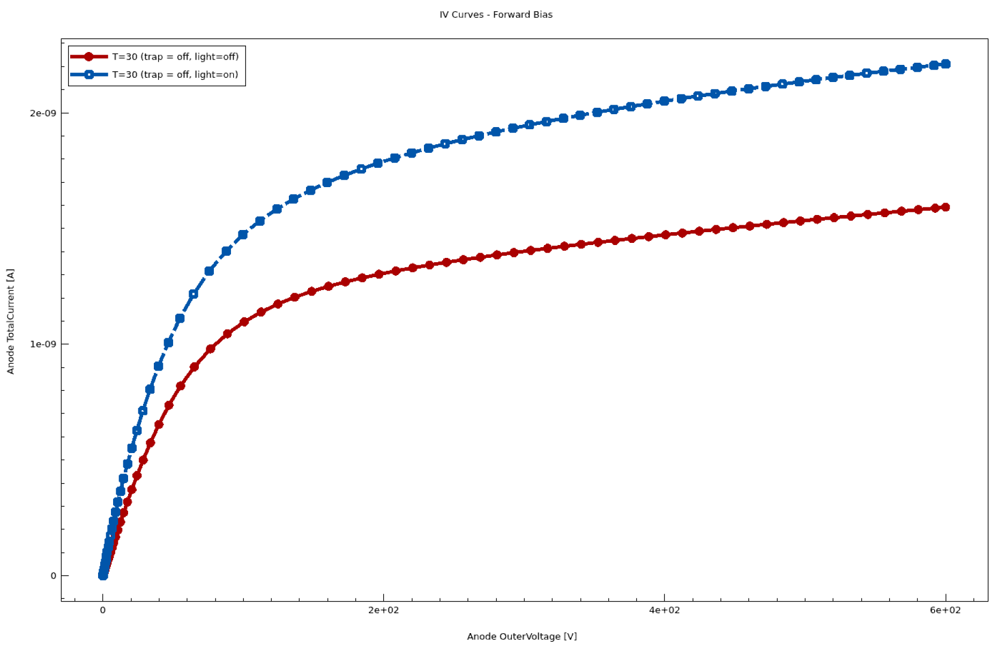 IV Curves - Forward Bias
T=30 (trap = off, light=off)
T=30 (trap = off, light=on)
2e-09
1e-09
0
Anode TotalCurrent [A]
0
2e+02
4e+02
6e+02
Anode OuterVoltage [V]